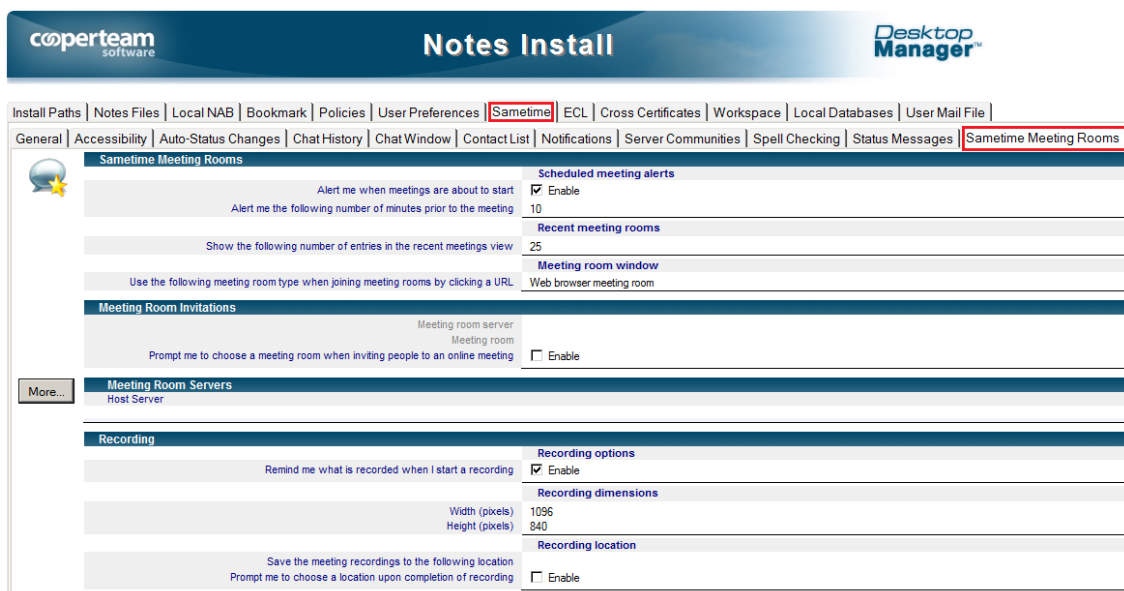 cooperteam
software
Notes Install
Desktop
Manager™
Install Paths | Notes Files | Local NAB | Bookmark | Policies | User Preferences | Sametime | ECL | Cross Certificates | Workspace | Local Databases | User Mail File |
General | Accessibility | Auto-Status Changes | Chat History | Chat Window | Contact List | Notifications | Server Communities | Spell Checking | Status Messages | Sametime Meeting Rooms
Sametime Meeting Rooms
Scheduled meeting alerts
Alert me when meetings are about to start Enable
Alert me the following number of minutes prior to the meeting 10
Recent meeting rooms
Show the following number of entries in the recent meetings view 25
Meeting room window
Use the following meeting room type when joining meeting rooms by clicking a URL Web browser meeting room
Meeting Room Invitations
Meeting room server
Meeting room
Prompt me to choose a meeting room when inviting people to an online meeting Enable
More...
Meeting Room Servers
Host Server
Recording
Recording options
Remind me what is recorded when I start a recording Enable
Recording dimensions
Width (pixels) 1096
Height (pixels) 840
Recording location
Save the meeting recordings to the following location
Prompt me to choose a location upon completion of recording Enable